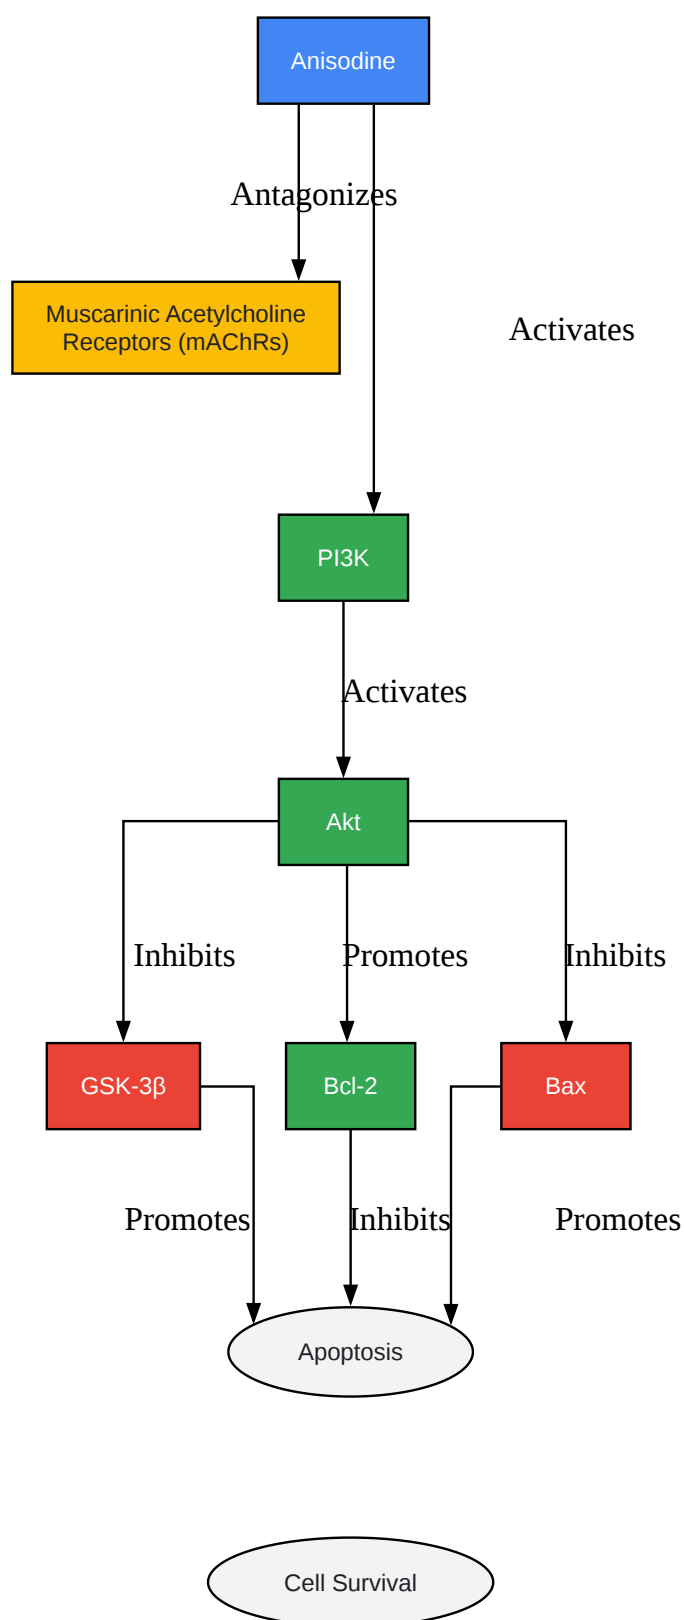 Anisodine
Antagonizes
Muscarinic Acetylcholine
Receptors (mAChRs)
Activates
PI3K
Activates
Akt
Inhibits
Promotes
Inhibits
GSK-3β
Bcl-2
Bax
Promotes
Inhibits
Promotes
Apoptosis
Cell Survival